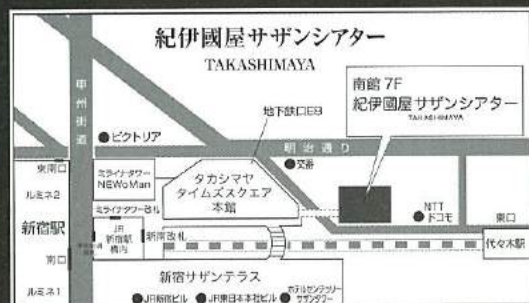 紀伊國屋サザンシアター
TAKASHIMAYA
南館 7F
紀伊國屋サザンシアター
TAKASHIMAYA
地下鉄口E8
甲州街道
ビクトリア
明治通り
交番
東南口
ミライナタワー
NEWoMan
タカシマヤ
タイムズスクエア
本館
ルミネ2
ミライナタワー改札
NTT
ドコモ
東口
新宿駅
JR
新宿駅
構内
新南改札
代々木駅
南口
新宿サザンテラス
ルミネ1
JR新宿ビル
JR東日本本社ビル
ホテルセンチュリー
サザンタワー